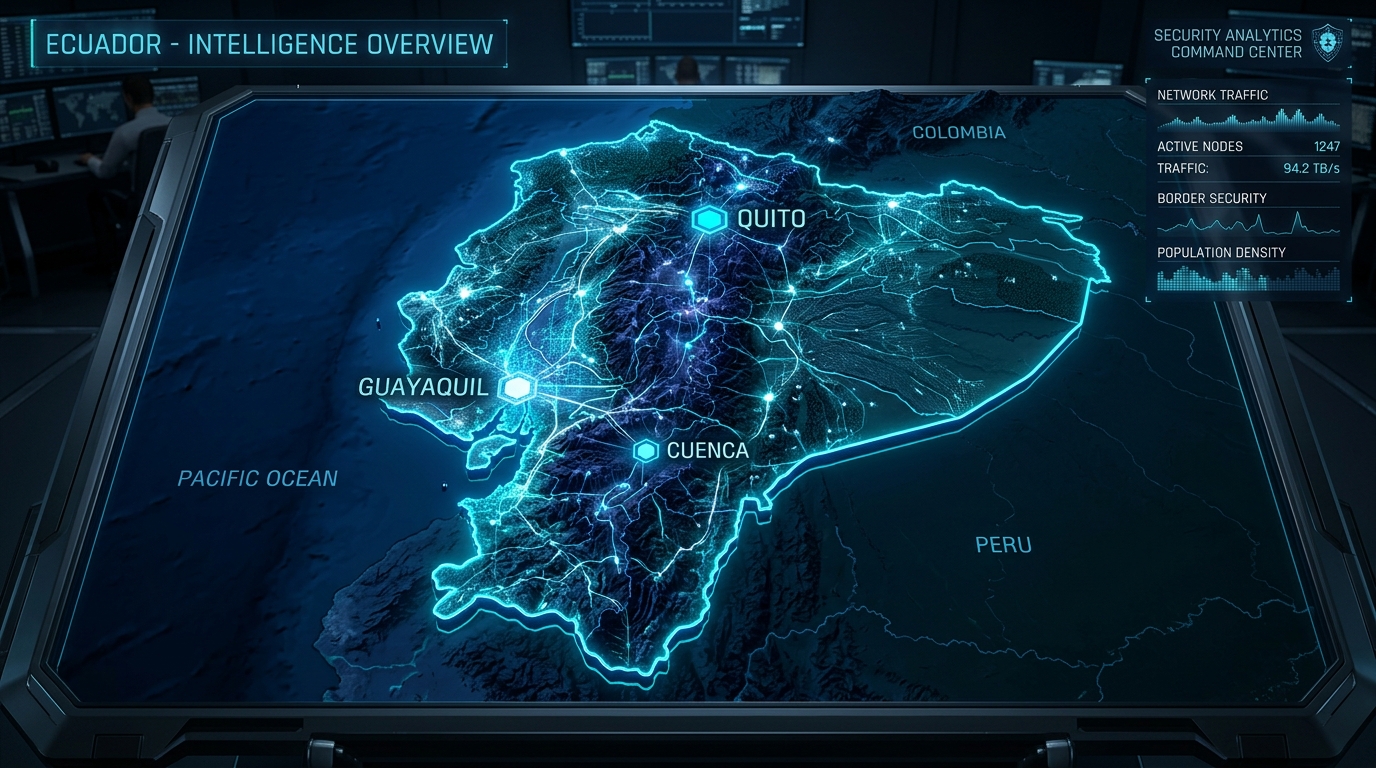 ECUADOR - INTELLIGENCE OVERVIEW
SECURITY ANALYTICS
COMMAND CENTER
NETWORK TRAFFIC
ACTIVE NODES 1247
TRAFFIC: 94.2 TB/s
BORDER SECURITY
POPULATION DENSITY
COLOMBIA
QUITO
GUAYAQUIL
CUENCA
PACIFIC OCEAN
PERU